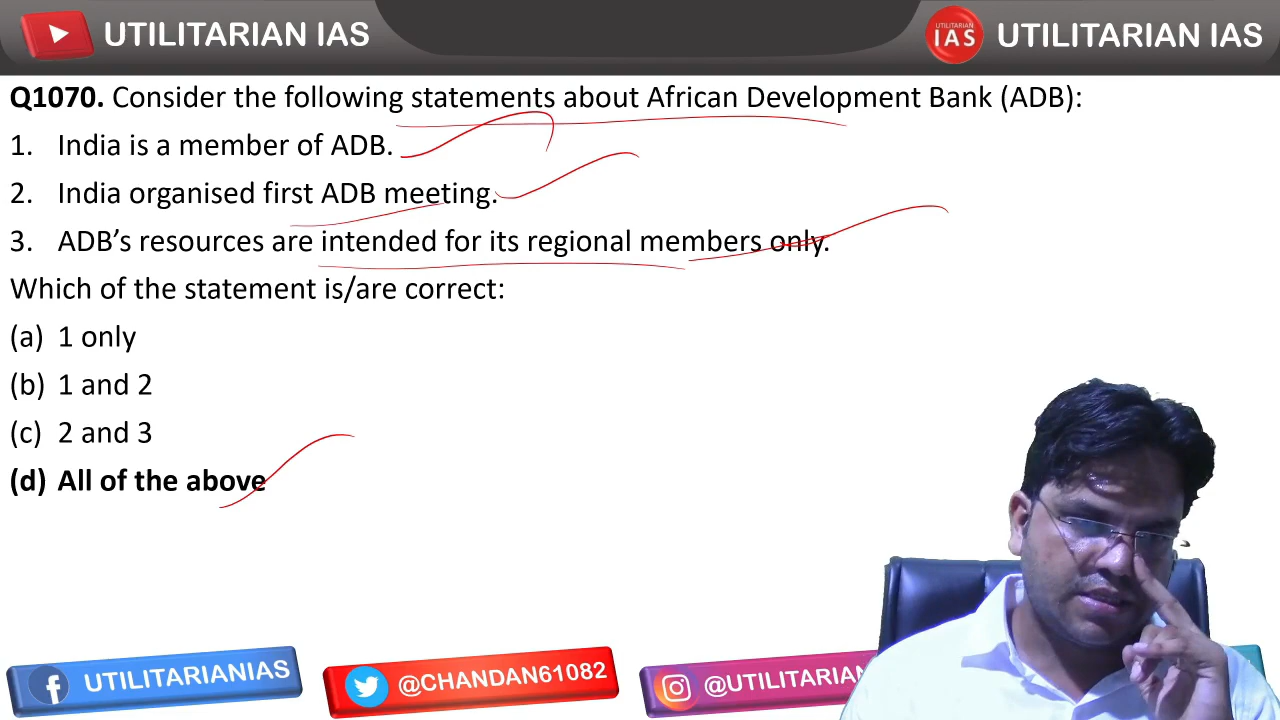 UTILITARIAN IAS
UTILITARIAN IAS
UTILITARIAN IAS
Q1070. Consider the following statements about African Development Bank (ADB):
1. India is a member of ADB.
2. India organised first ADB meeting.
3. ADB’s resources are intended for its regional members only.
Which of the statement is/are correct:
(a) 1 only
(b) 1 and 2
(c) 2 and 3
(d) All of the above
UTILITARIANIAS
@CHANDAN61082
@UTILITARIAN